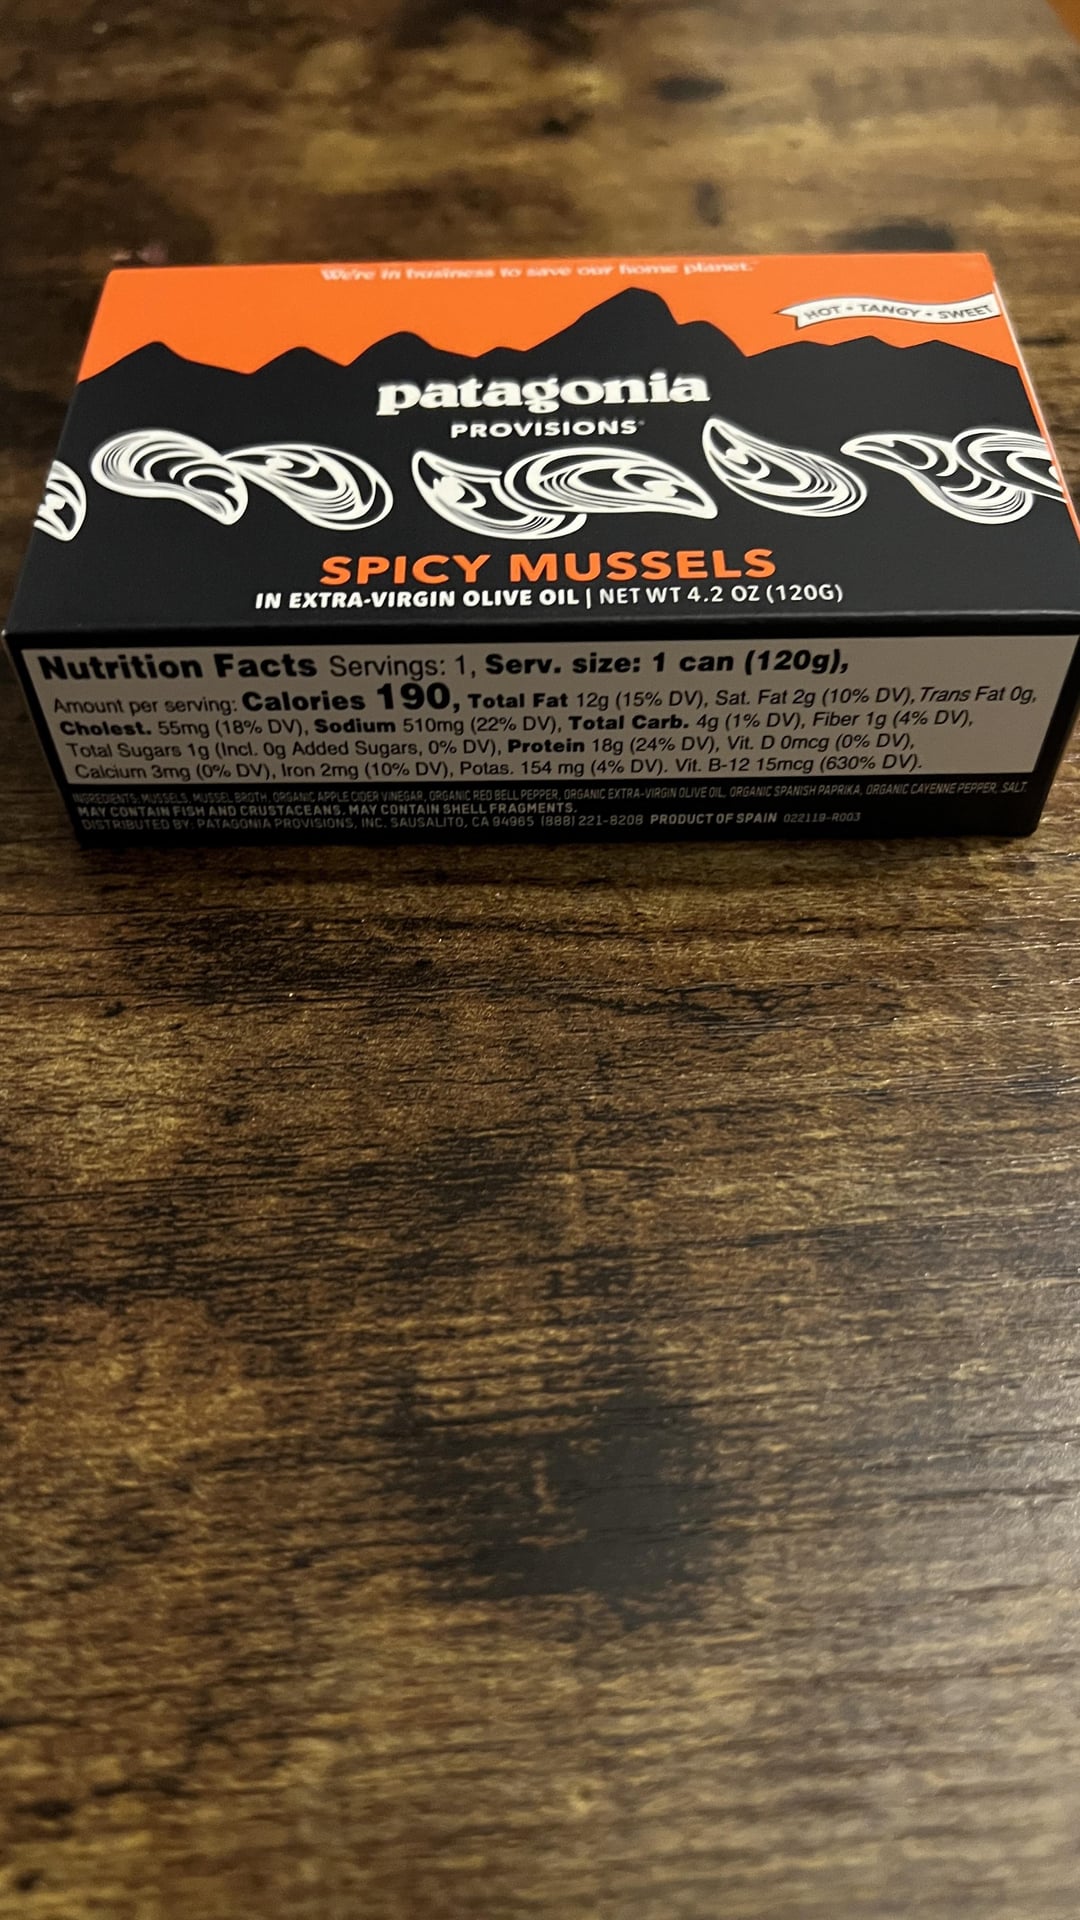 We're in business to save our home planet.™
HOT • TANGY • SWEET
patagonia
PROVISIONS®
SPICY MUSSELS
IN EXTRA-VIRGIN OLIVE OIL | NET WT 4.2 OZ (120G)
Nutrition Facts Servings: 1, Serv. size: 1 can (120g),
Amount per serving: Calories 190, Total Fat 12g (15% DV), Sat. Fat 2g (10% DV), Trans Fat 0g,
Cholest. 55mg (18% DV), Sodium 510mg (22% DV), Total Carb. 4g (1% DV), Fiber 1g (4% DV),
Total Sugars 1g (Incl. 0g Added Sugars, 0% DV), Protein 18g (24% DV), Vit. D 0mcg (0% DV),
Calcium 3mg (0% DV), Iron 2mg (10% DV), Potas. 154 mg (4% DV). Vit. B-12 15mcg (630% DV).
INGREDIENTS: MUSSELS, MUSSEL BROTH, ORGANIC APPLE CIDER VINEGAR, ORGANIC RED BELL PEPPER, ORGANIC EXTRA-VIRGIN OLIVE OIL, ORGANIC SPANISH PAPRIKA, ORGANIC CAYENNE PEPPER, SALT.
MAY CONTAIN FISH AND CRUSTACEANS. MAY CONTAIN SHELL FRAGMENTS.
DISTRIBUTED BY: PATAGONIA PROVISIONS, INC. SAUSALITO, CA 94965 (888) 221-8208 PRODUCT OF SPAIN 022119-R003